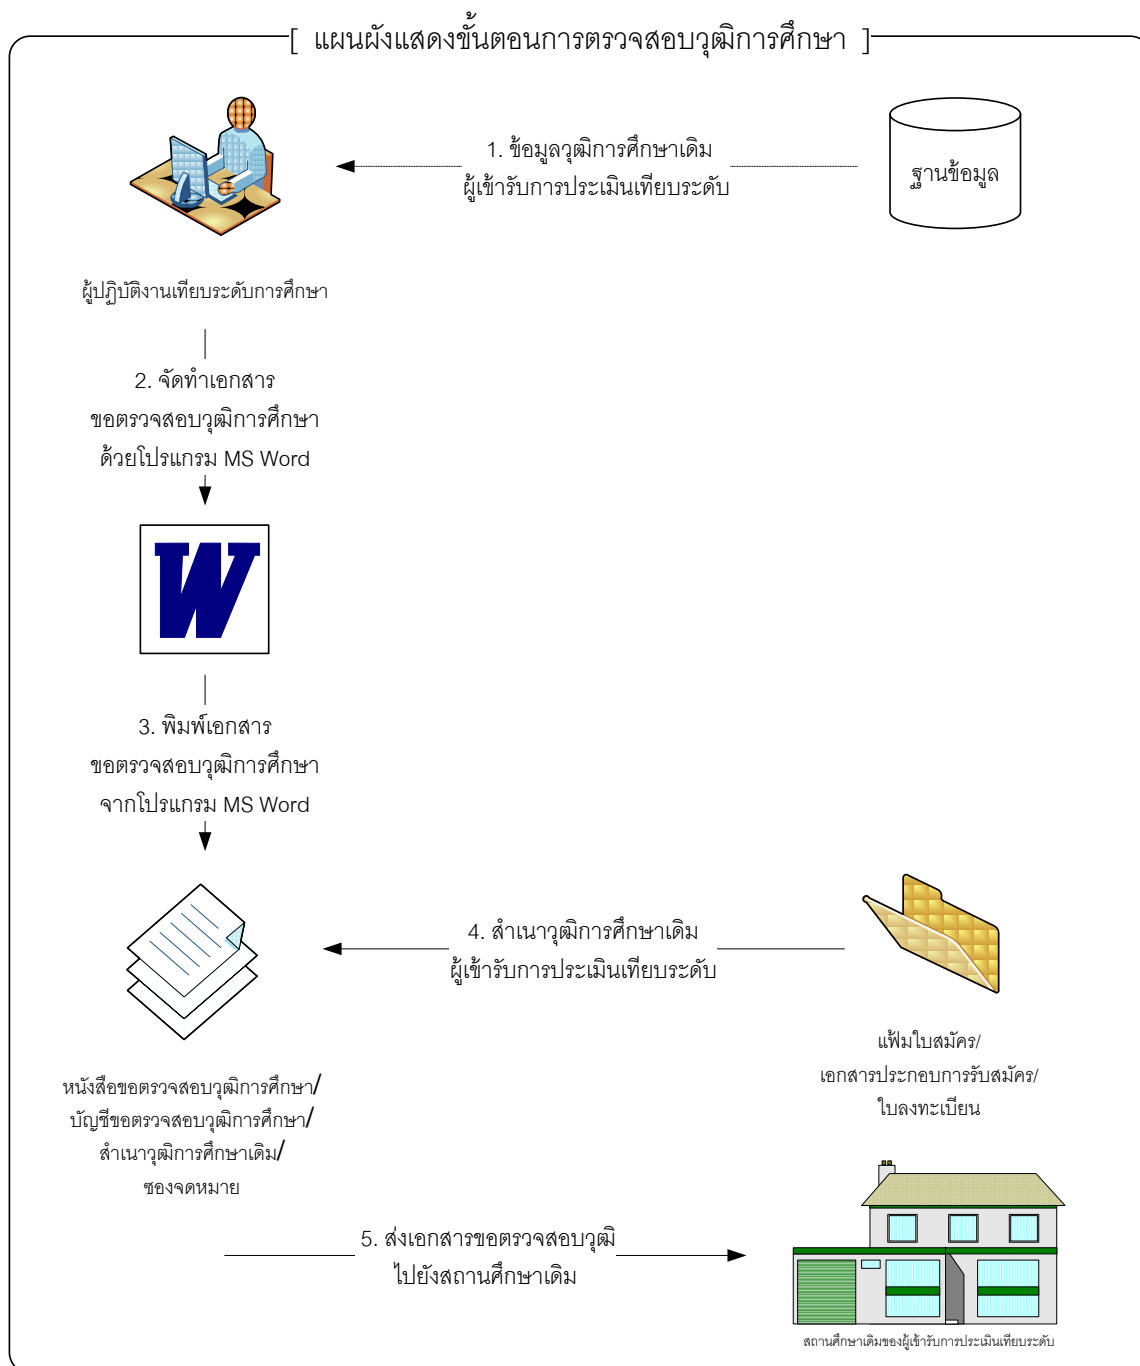 [ แผนผังแสดงขั้นตอนการตรวจสอบวุฒิการศึกษา ]
1. ข้อมูลวุฒิการศึกษาเดิม
ผู้เข้ารับการประเมินเทียบระดับ
ฐานข้อมูล
ผู้ปฏิบัติงานเทียบระดับการศึกษา
2. จัดทำเอกสาร
ขอตรวจสอบวุฒิการศึกษา
ด้วยโปรแกรม MS Word
W
3. พิมพ์เอกสาร
ขอตรวจสอบวุฒิการศึกษา
จากโปรแกรม MS Word
4. สำเนาวุฒิการศึกษาเดิม
ผู้เข้ารับการประเมินเทียบระดับ
แฟ้มใบสมัคร/
เอกสารประกอบการรับสมัคร/
ใบลงทะเบียน
หนังสือขอตรวจสอบวุฒิการศึกษา/
บัญชีขอตรวจสอบวุฒิการศึกษา/
สำเนาวุฒิการศึกษาเดิม/
ซองจดหมาย
5. ส่งเอกสารขอตรวจสอบวุฒิ
ไปยังสถานศึกษาเดิม
สถานศึกษาเดิมของผู้เข้ารับการประเมินเทียบระดับ